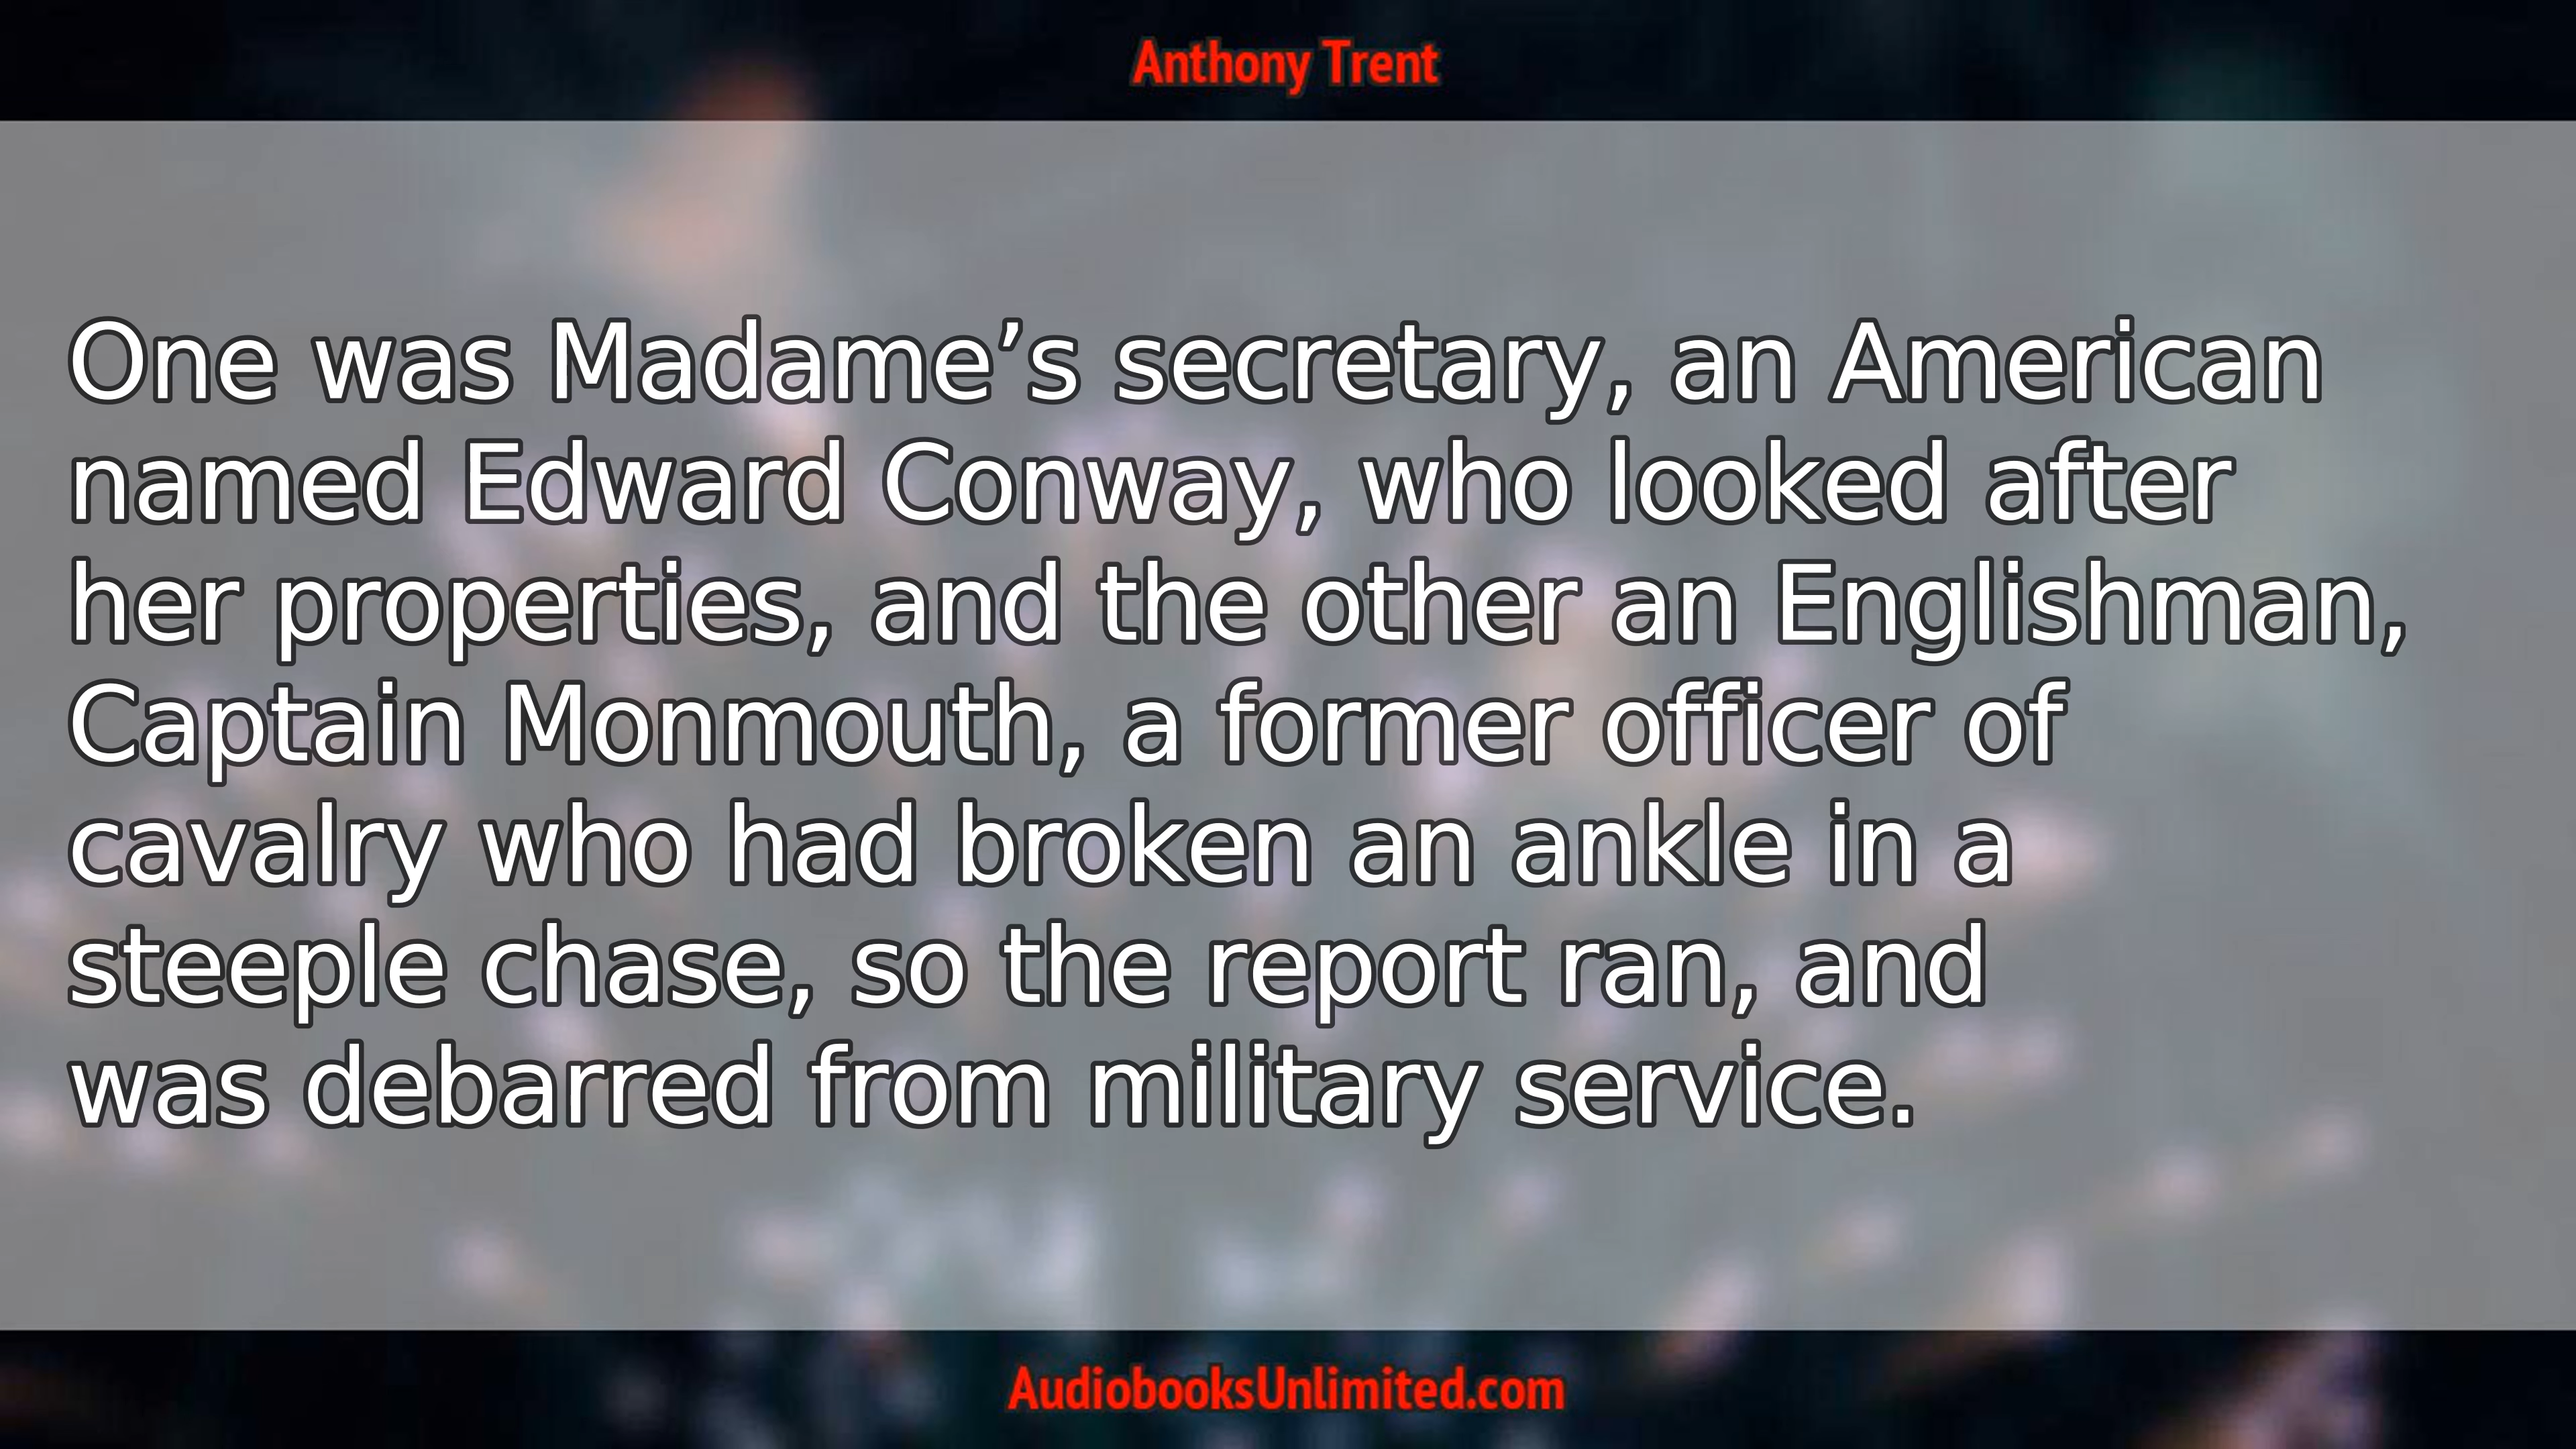 Anthony Trent
One was Madame’s secretary, an American
named Edward Conway, who looked after
her properties, and the other an Englishman,
Captain Monmouth, a former officer of
cavalry who had broken an ankle in a
steeple chase, so the report ran, and
was debarred from military service.
AudiobooksUnlimited.com